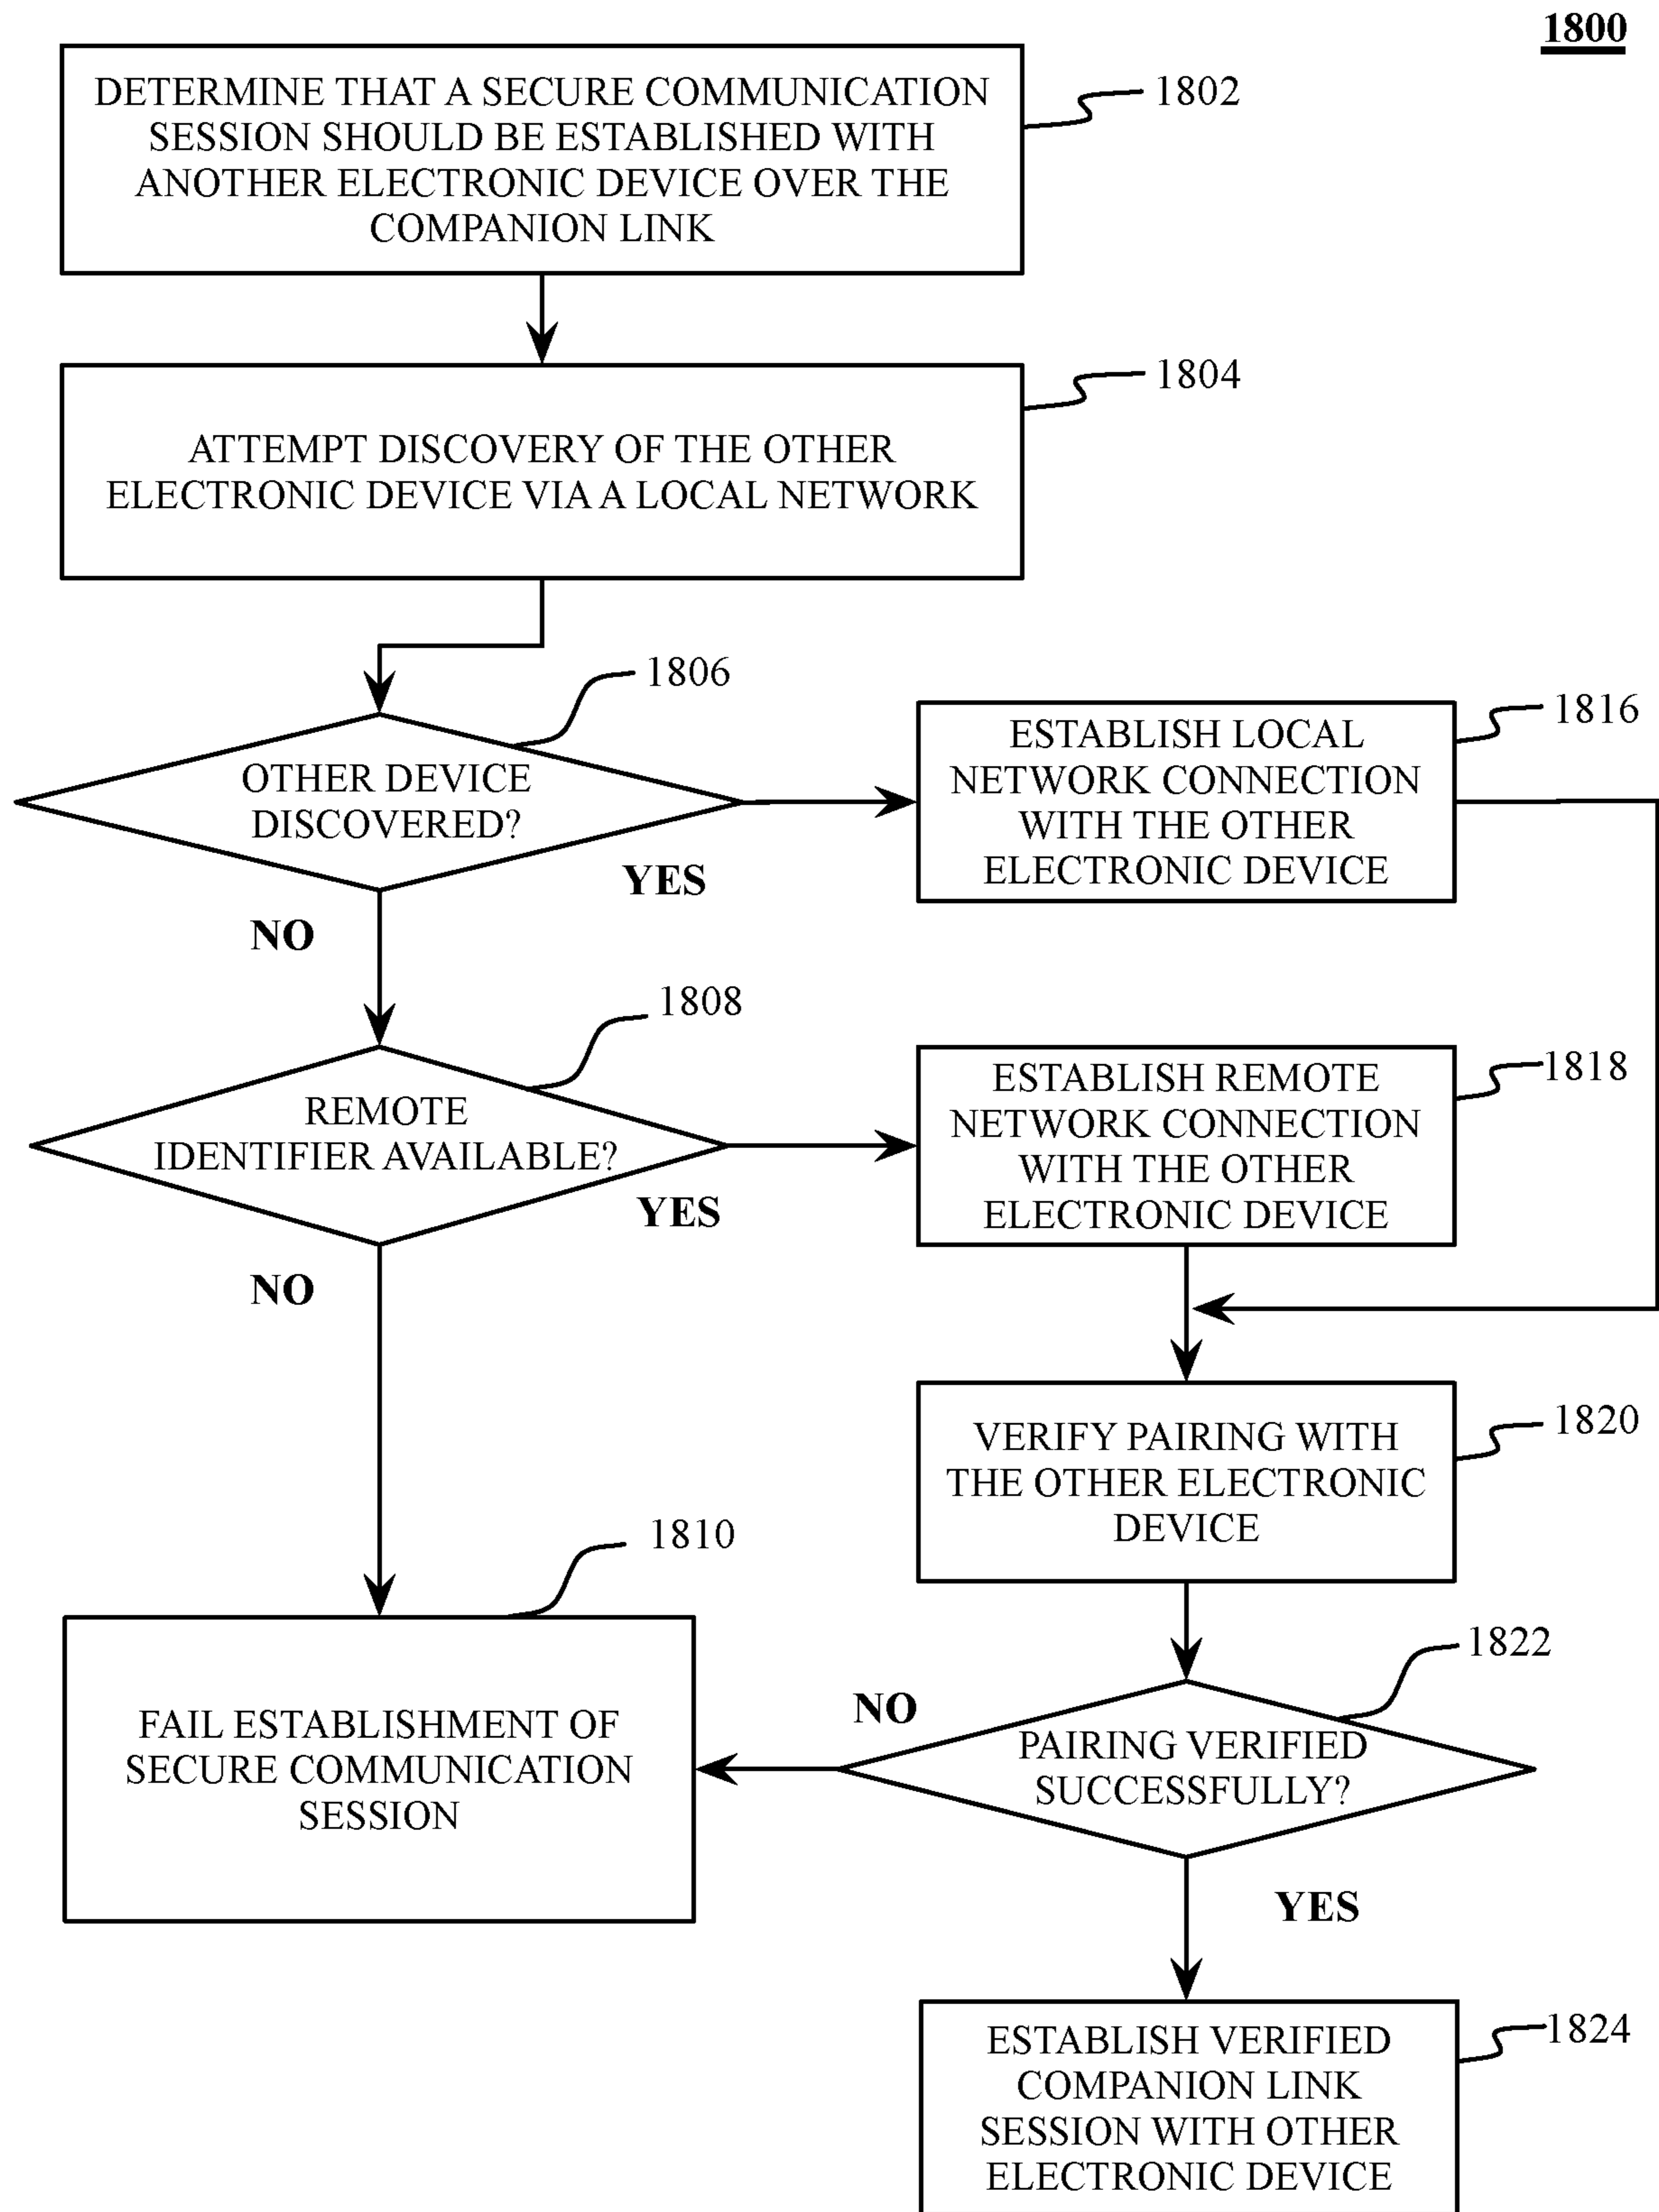 1800
DETERMINE THAT A SECURE COMMUNICATION
SESSION SHOULD BE ESTABLISHED WITH
ANOTHER ELECTRONIC DEVICE OVER THE
COMPANION LINK
1802
ATTEMPT DISCOVERY OF THE OTHER
ELECTRONIC DEVICE VIA A LOCAL NETWORK
1804
OTHER DEVICE
DISCOVERED?
1806
YES
NO
ESTABLISH LOCAL
NETWORK CONNECTION
WITH THE OTHER
ELECTRONIC DEVICE
1816
REMOTE
IDENTIFIER AVAILABLE?
1808
YES
NO
ESTABLISH REMOTE
NETWORK CONNECTION
WITH THE OTHER
ELECTRONIC DEVICE
1818
VERIFY PAIRING WITH
THE OTHER ELECTRONIC
DEVICE
1820
FAIL ESTABLISHMENT OF
SECURE COMMUNICATION
SESSION
1810
PAIRING VERIFIED
SUCCESSFULLY?
1822
NO
YES
ESTABLISH VERIFIED
COMPANION LINK
SESSION WITH OTHER
ELECTRONIC DEVICE
1824